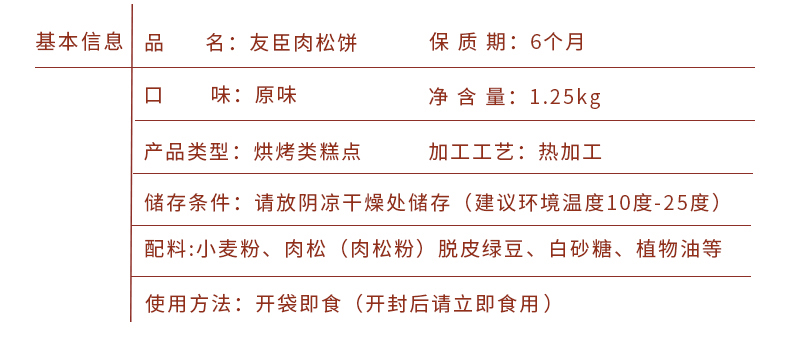 基本信息
品 名：友臣肉松饼 保 质 期：6个月
口 味：原味 净 含 量：1.25kg
产品类型：烘烤类糕点 加工工艺：热加工
储存条件：请放阴凉干燥处储存（建议环境温度10度-25度）
配料:小麦粉、肉松（肉松粉）脱皮绿豆、白砂糖、植物油等
使用方法：开袋即食（开封后请立即食用）